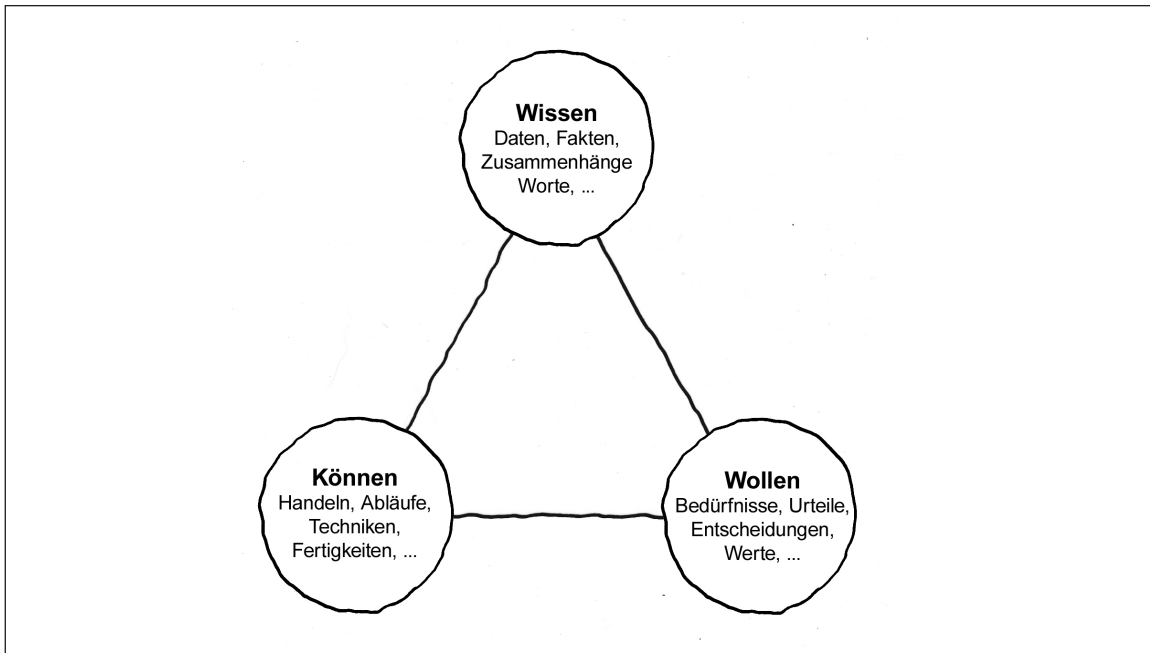 Wissen
Daten, Fakten,
Zusammenhänge
Worte, ...
Können
Handeln, Abläufe,
Techniken,
Fertigkeiten, ...
Wollen
Bedürfnisse, Urteile,
Entscheidungen,
Werte, ...